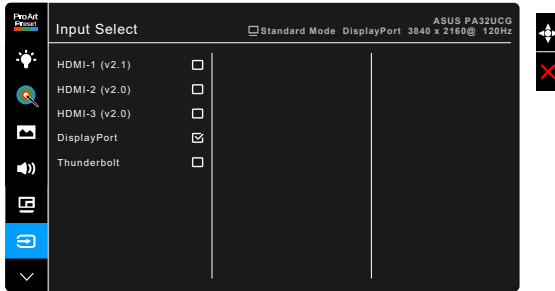 ProArt
Preset
Input Select
ASUS PA32UCG
Standard Mode DisplayPort 3840 x 2160@ 120Hz
HDMI-1 (v2.1)
HDMI-2 (v2.0)
HDMI-3 (v2.0)
DisplayPort
Thunderbolt